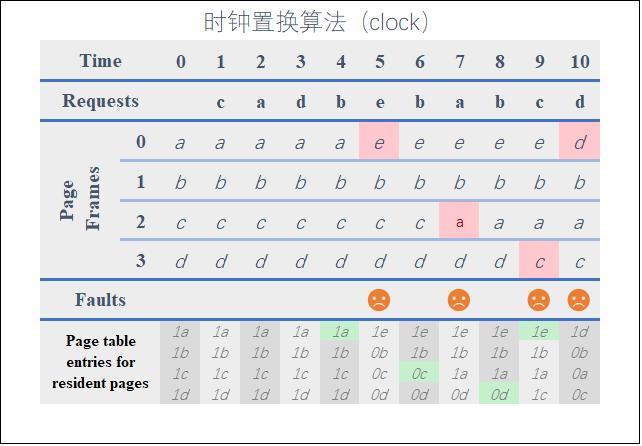 时钟置换算法（clock）
Time 0 1 2 3 4 5 6 7 8 9 10
Requests c a d b e b a b c d
Page Frames
0 a a a a a e e e e e d
1 b b b b b b b b b b b
2 c c c c c c c a a a a
3 d d d d d d d d d c c
Faults
Page table entries for resident pages
1a 1a 1a 1a 1a 1e 1e 1e 1e 1e 1d
1b 1b 1b 1b 1b 0b 1b 1b 1b 1b 0b
1c 1c 1c 1c 1c 0c 0c 1a 1a 1a 0a
1d 1d 1d 1d 1d 0d 0d 0d 0d 1c 0c